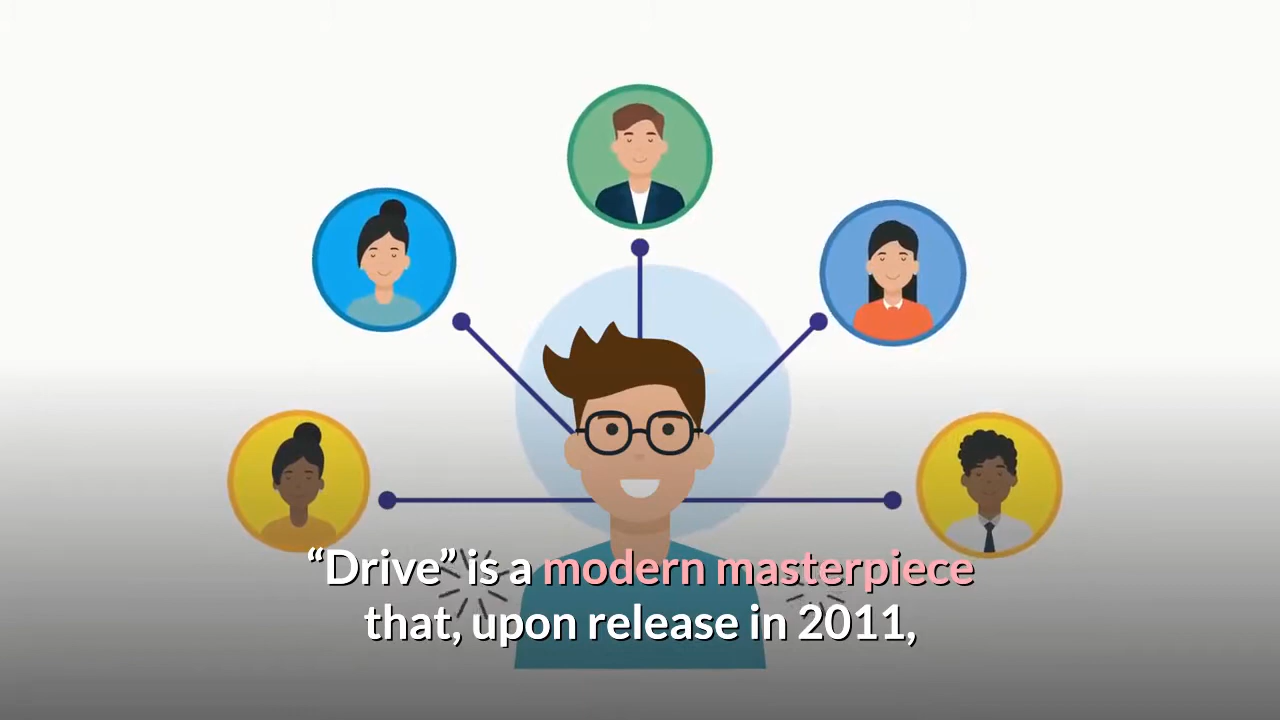 “Drive” is a modern masterpiece
that, upon release in 2011,